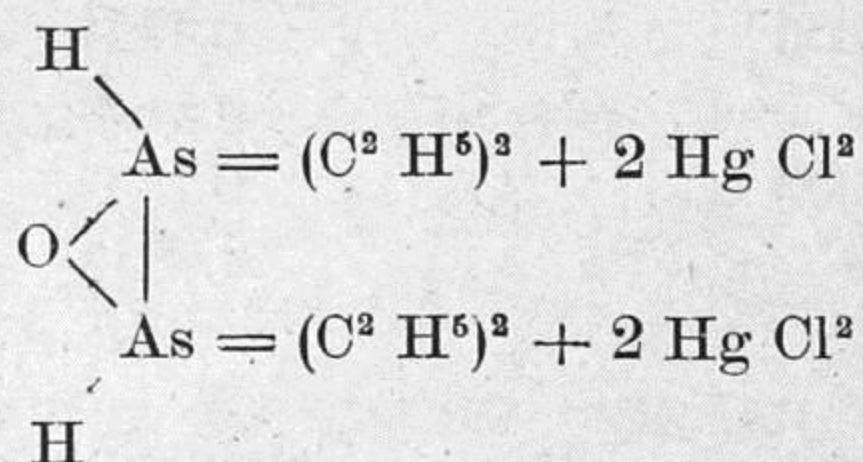 H
As = (C² H⁵)² + 2 Hg Cl²
O
As = (C² H⁵)² + 2 Hg Cl²
H